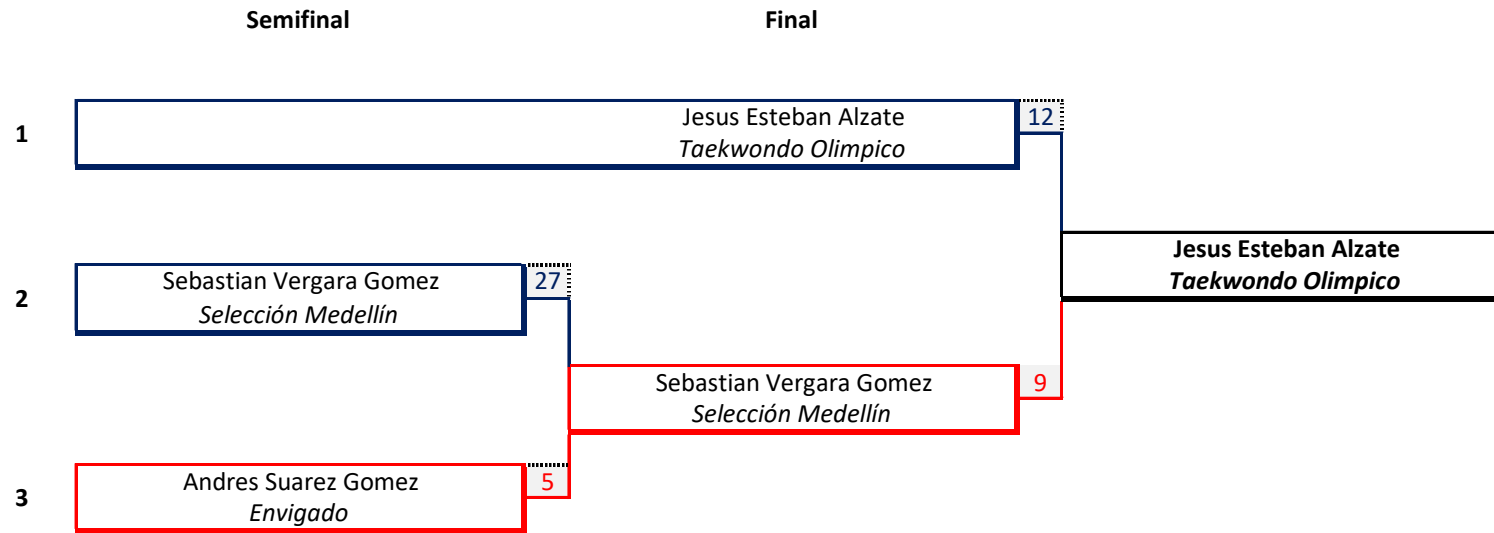 Semifinal
Final
1
Jesus Esteban Alzate
Taekwondo Olimpico
12
Jesus Esteban Alzate
Taekwondo Olimpico
2
Sebastian Vergara Gomez
Selección Medellín
27
Sebastian Vergara Gomez
Selección Medellín
9
3
Andres Suarez Gomez
Envigado
5